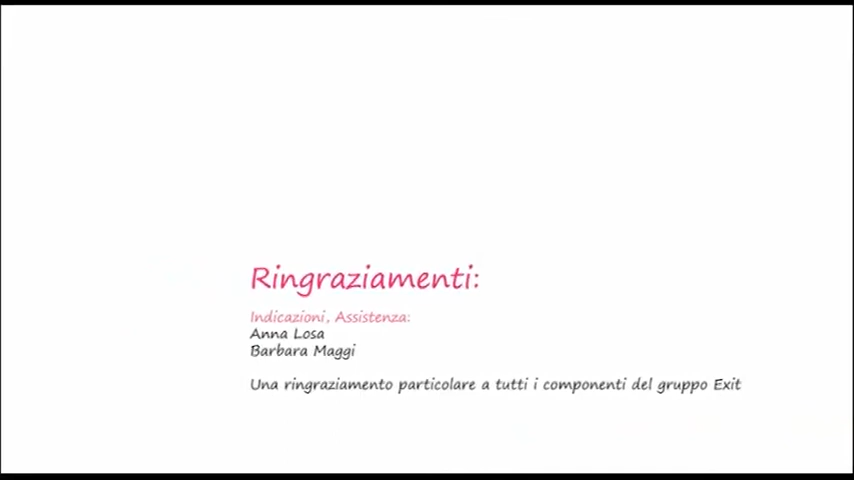 Ringraziamenti:
Indicazioni, Assistenza:
Anna Losa
Barbara Maggi
Una ringraziamento particolare a tutti i componenti del gruppo Exit